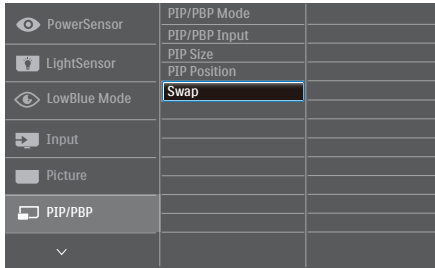 PowerSensor
LightSensor
LowBlue Mode
Input
Picture
PIP/PBP
PIP/PBP Mode
PIP/PBP Input
PIP Size
PIP Position
Swap